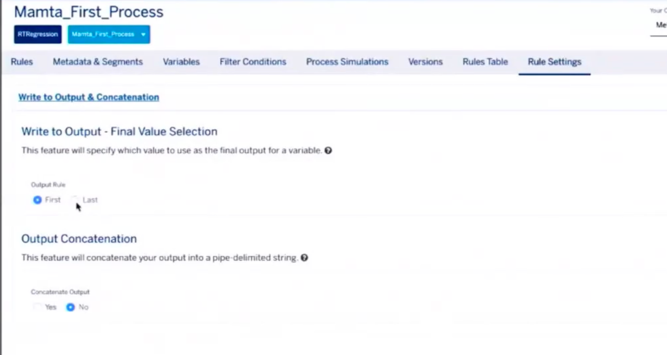 Mamta_First_Process
Your
RTRegression Mamta_First_Process
Me
Rules Metadata & Segments Variables Filter Conditions Process Simulations Versions Rules Table Rule Settings
Write to Output & Concatenation
Write to Output - Final Value Selection
This feature will specify which value to use as the final output for a variable.
Output Rule
First Last
Output Concatenation
This feature will concatenate your output into a pipe-delimited string.
Concatenate Output
Yes No